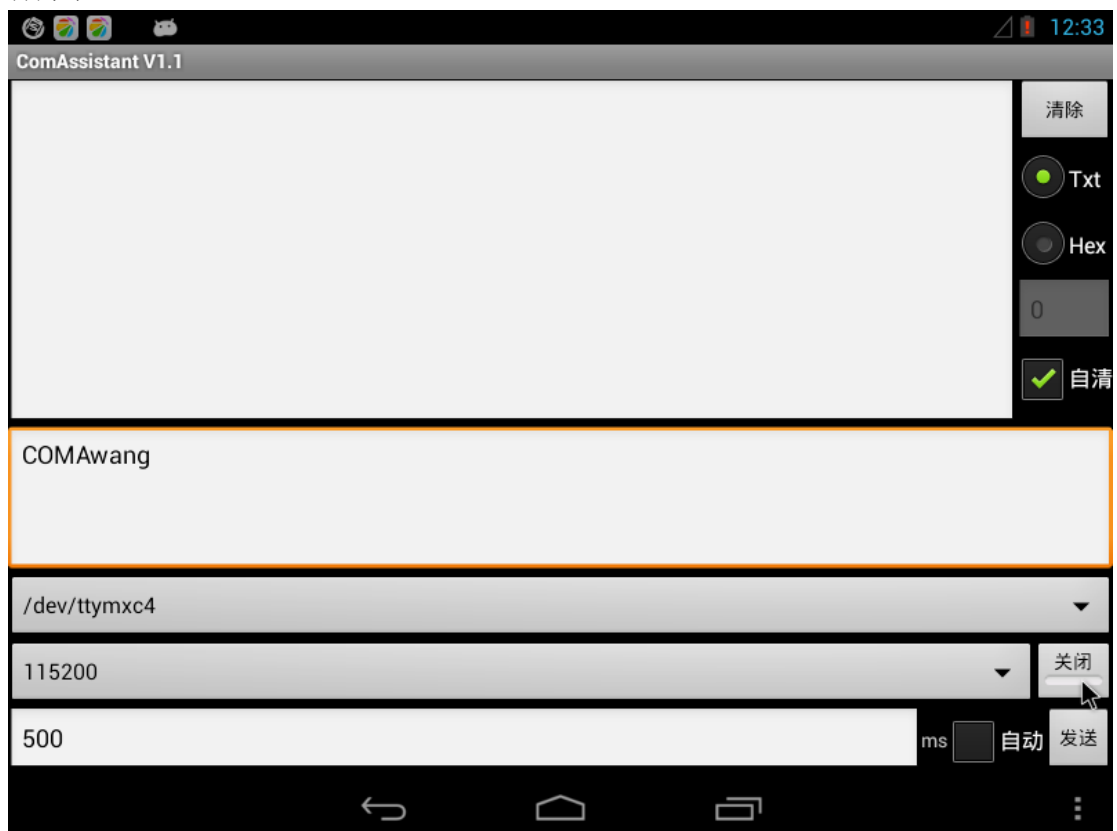 12:33
ComAssistant V1.1
清除
Txt
Hex
0
自清
COMAwang
/dev/ttymxc4
115200
关闭
500
ms
自动
发送